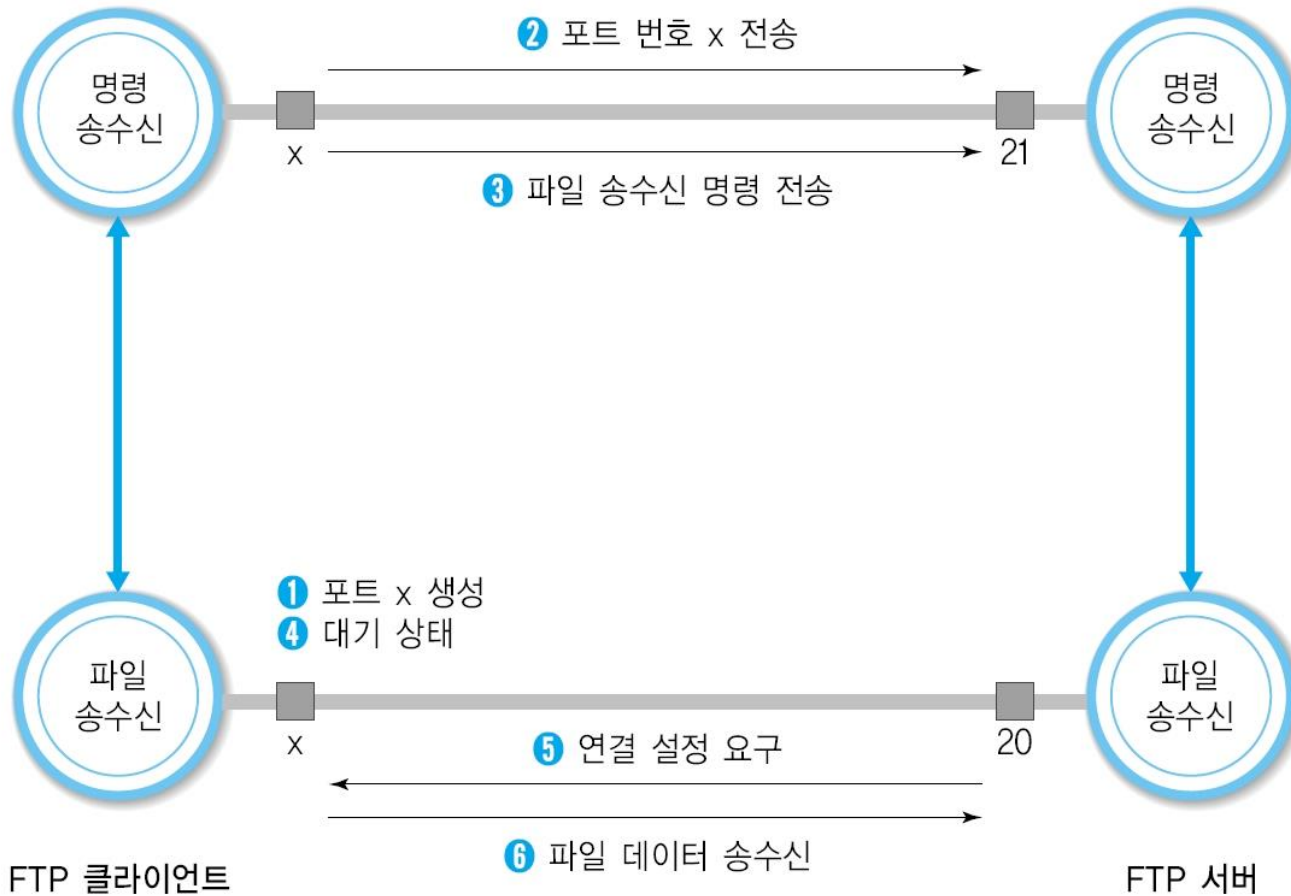 ❷ 포트 번호 x 전송
명령
송수신
명령
송수신
x
21
❸ 파일 송수신 명령 전송
❶ 포트 x 생성
❹ 대기 상태
파일
송수신
파일
송수신
x
❺ 연결 설정 요구
20
❻ 파일 데이터 송수신
FTP 클라이언트
FTP 서버